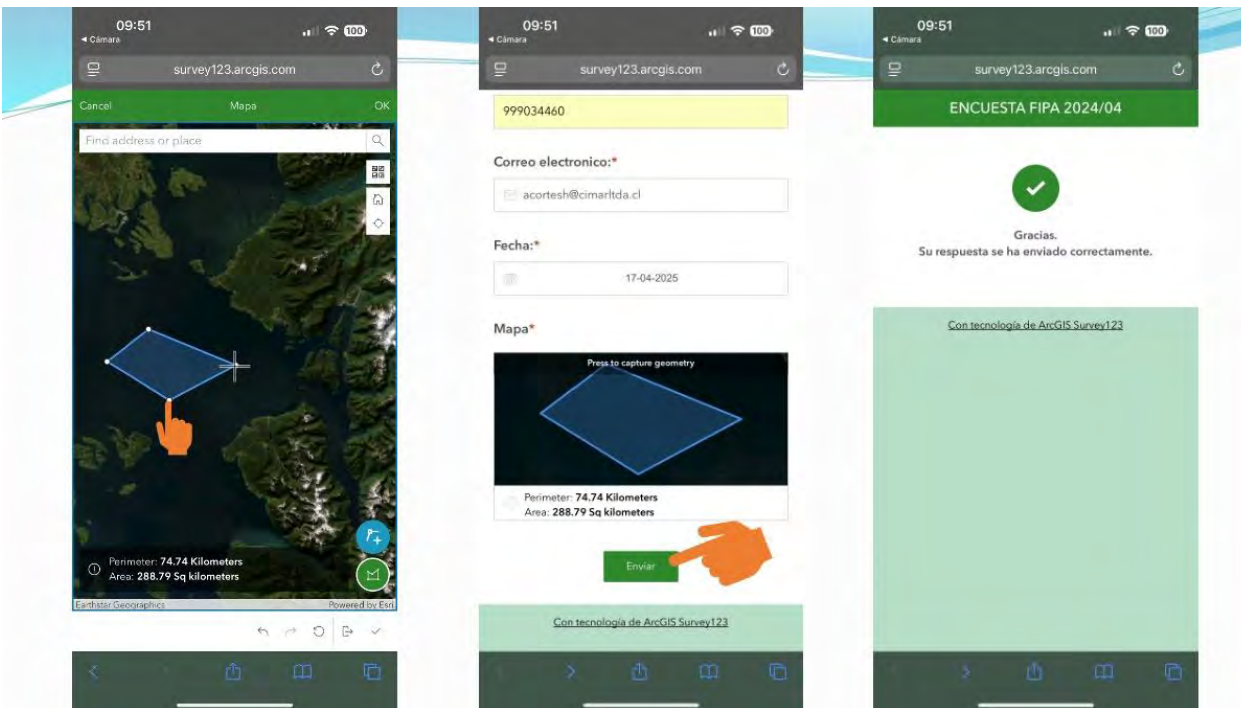 09:51
100
◄ Cámara
survey123.arcgis.com
Cancel
Mapa
OK
Find address or place
Perimeter: 74.74 Kilometers
Area: 288.79 Sq kilometers
Earthstar Geographics
Powered by Esri
09:51
100
◄ Cámara
survey123.arcgis.com
999034460
Correo electronico:*
acortesh@cimarltda.cl
Fecha:*
17-04-2025
Mapa*
Press to capture geometry
Perimeter: 74.74 Kilometers
Area: 288.79 Sq kilometers
Enviar
Con tecnología de ArcGIS Survey123
09:51
100
◄ Cámara
survey123.arcgis.com
ENCUESTA FIPA 2024/04
Gracias.
Su respuesta se ha enviado correctamente.
Con tecnología de ArcGIS Survey123